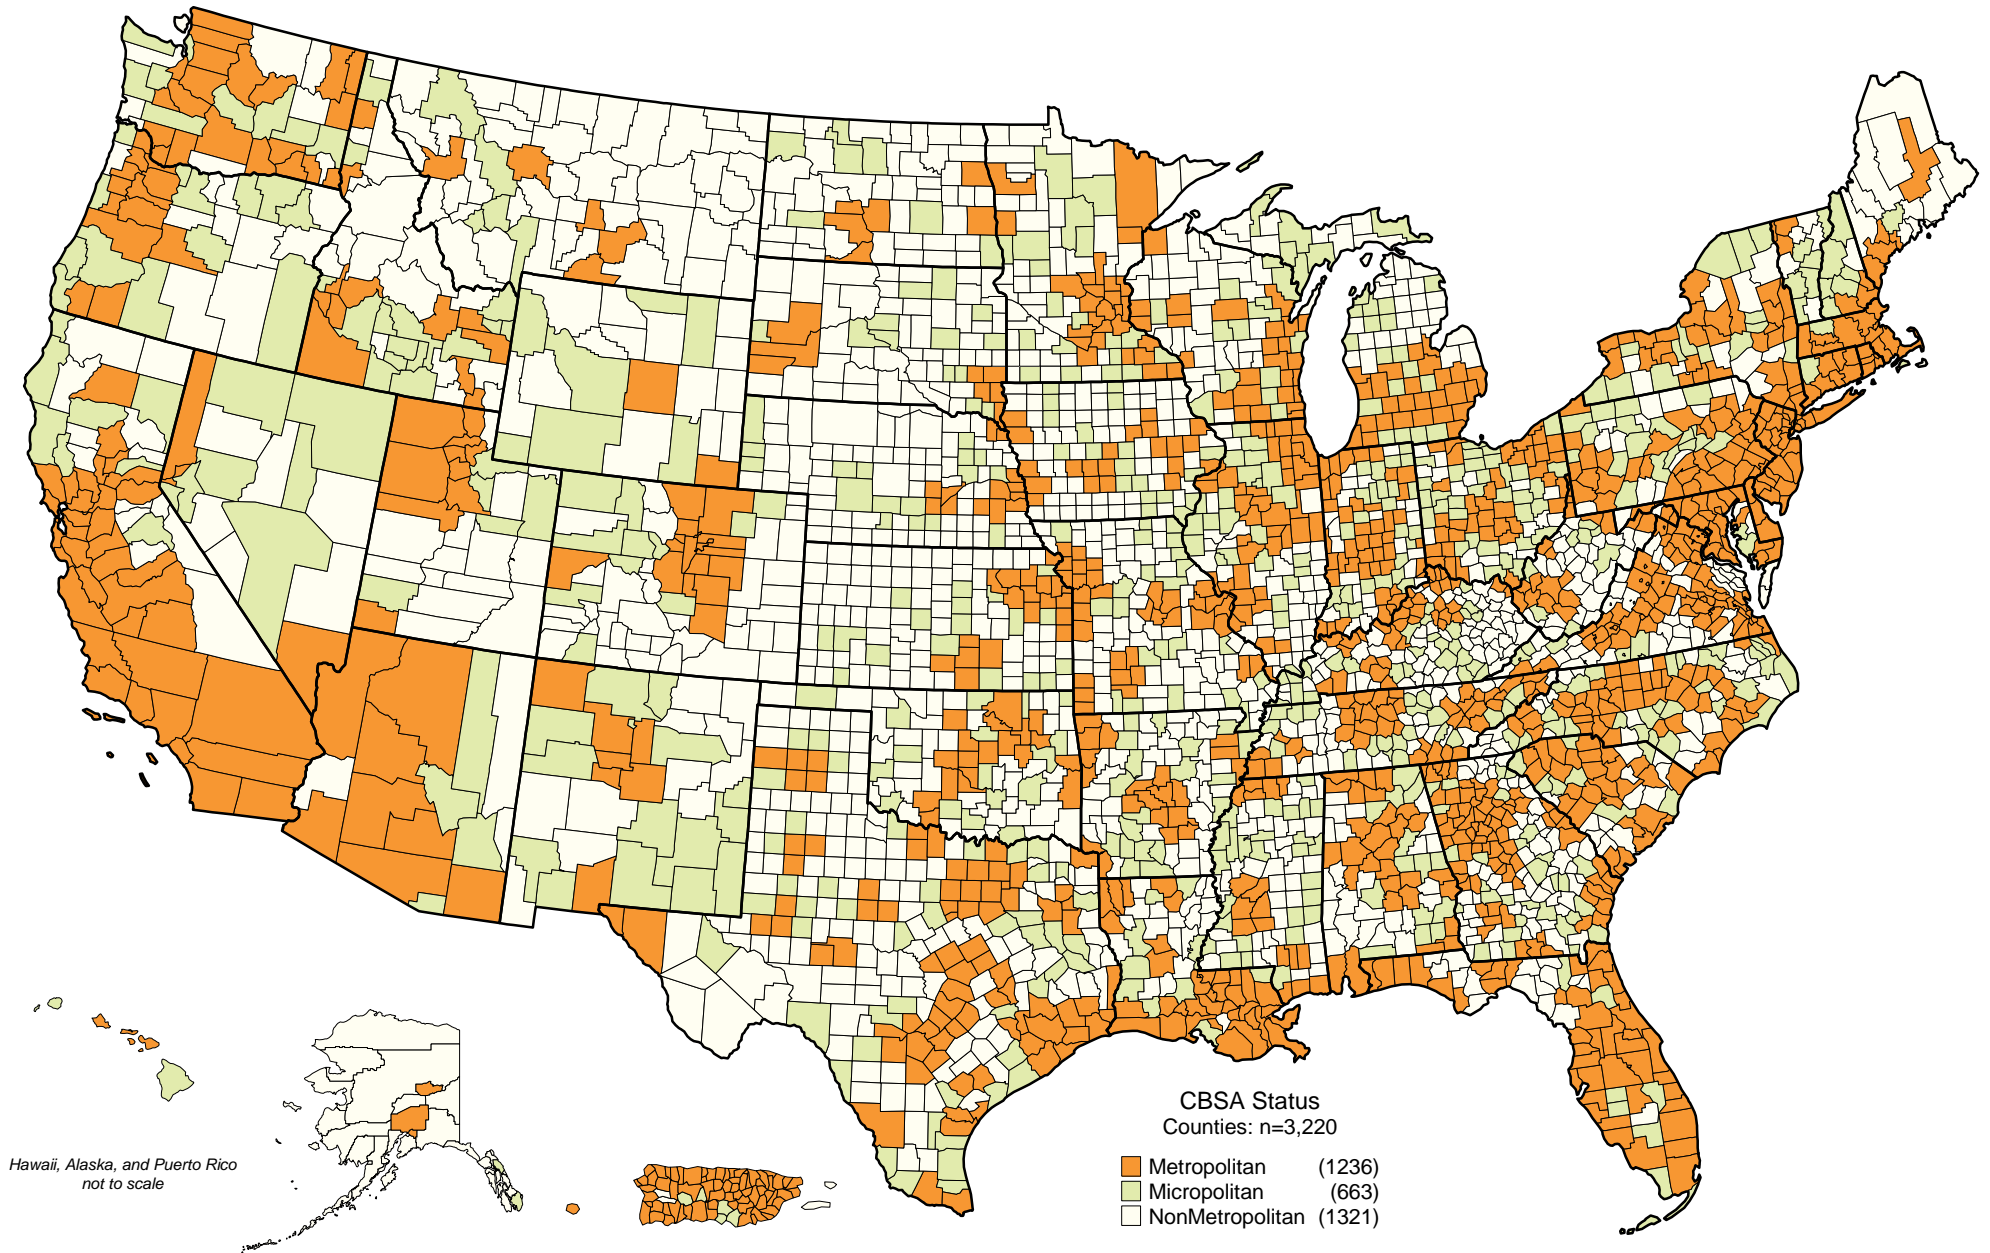 CBSA Status
Counties: n=3,220
Metropolitan (1236)
Micropolitan (663)
NonMetropolitan (1321)
Hawaii, Alaska, and Puerto Rico
not to scale